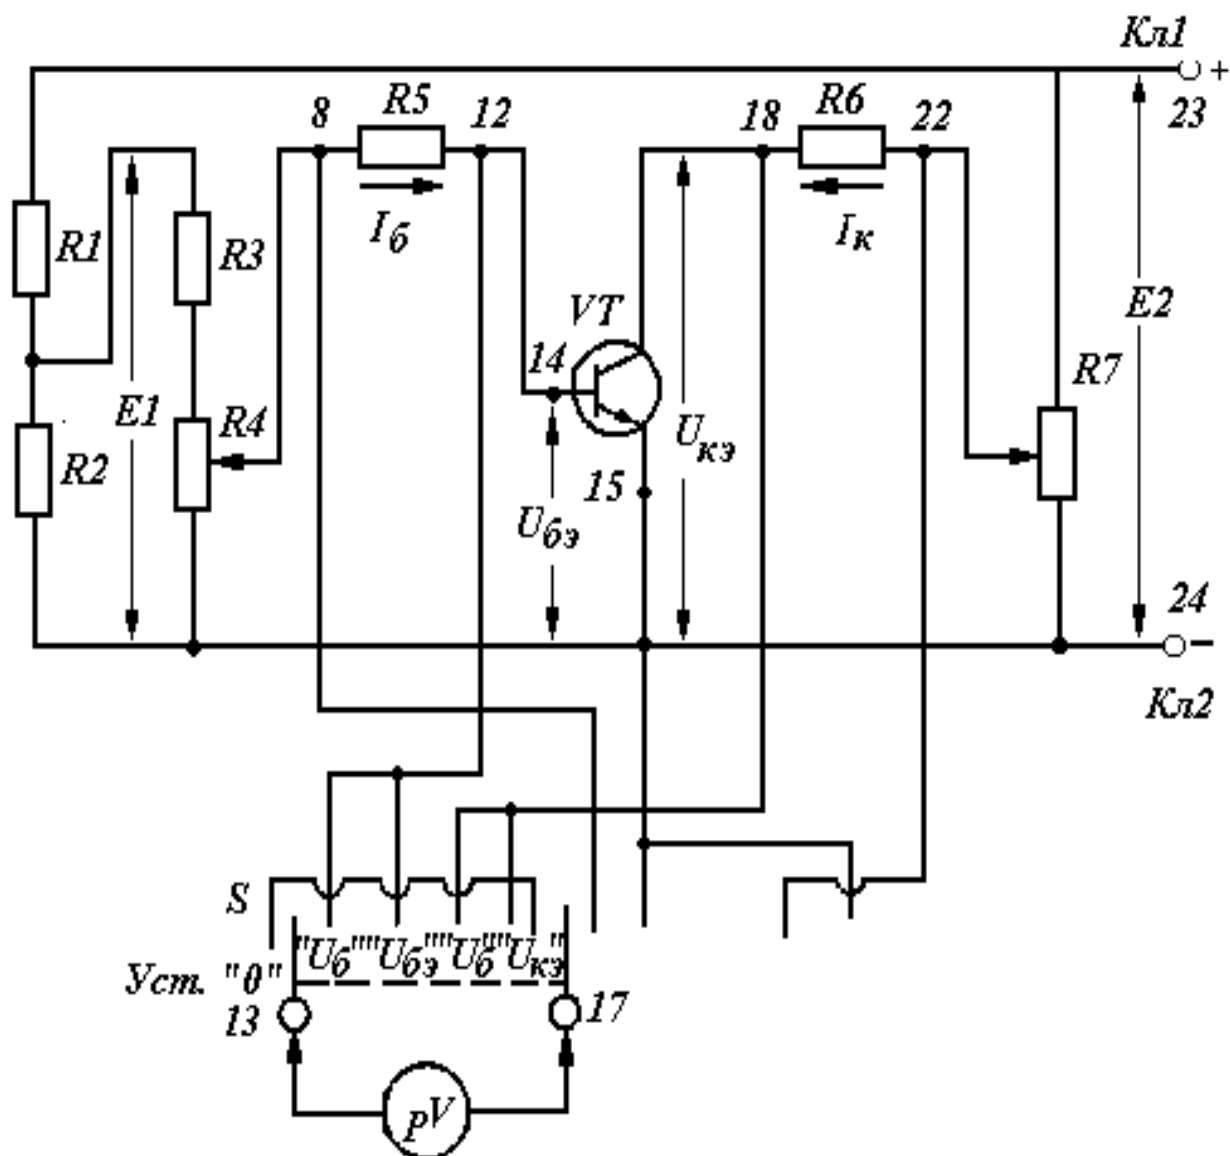 Кл1
+
R5
R6
8
12
18
22
23
Iб
Iк
R1
R3
VT
E2
14
R7
E1
R4
Uкэ
R2
15
Uбэ
24
−
Кл2
S
"Uб" "Uбэ" "Uб" "Uкэ"
Уст. "0"
13
17
pV